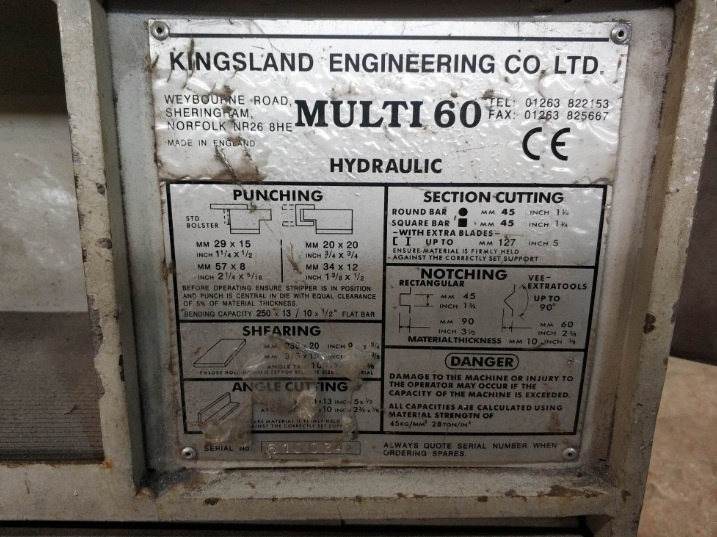 KINGSLAND ENGINEERING CO LTD.
WEYBOURNE ROAD,
SHERINGHAM,
NORFOLK NR26 8HE
MADE IN ENGLAND
MULTI 60
TEL: 01263 822153
FAX: 01263 825667
CE
HYDRAULIC
PUNCHING
STD.
BOLSTER
MM 29 x 15
INCH 1 1/4 x 1/2
MM 20 x 20
INCH 3/4 x 3/4
MM 57 x 8
INCH 2 1/4 x 5/16
MM 34 x 12
INCH 1 3/8 x 1/2
BEFORE OPERATING ENSURE STRIPPER IS IN POSITION
AND PUNCH IS CENTRAL IN DIE WITH EQUAL CLEARANCE
OF 5% OF MATERIAL THICKNESS.
BENDING CAPACITY 250 x 13 / 10 x 1/2" FLAT BAR
SHEARING
INCH
ANGLE CUTTING
SERIAL NO.
SECTION CUTTING
ROUND BAR MM 45 INCH 1 3/4
SQUARE BAR MM 45 INCH 1 3/4
-WITH EXTRA BLADES-
UP TO MM 127 INCH 5
ENSURE MATERIAL IS FIRMLY HELD
AGAINST THE CORRECTLY SET SUPPORT
NOTCHING
RECTANGULAR
MM 45
INCH 1 3/4
MM 90
INCH 3 1/2
VEE-
EXTRATOOLS
UP TO
90°
MM 60
INCH 2 3/8
MATERIAL THICKNESS MM 10 INCH 3/8
DANGER
DAMAGE TO THE MACHINE OR INJURY TO
THE OPERATOR MAY OCCUR IF THE
CAPACITY OF THE MACHINE IS EXCEEDED.
ALL CAPACITIES ARE CALCULATED USING
MATERIAL STRENGTH OF
45KG/MM² 28TON/IN²
ALWAYS QUOTE SERIAL NUMBER WHEN
ORDERING SPARES.